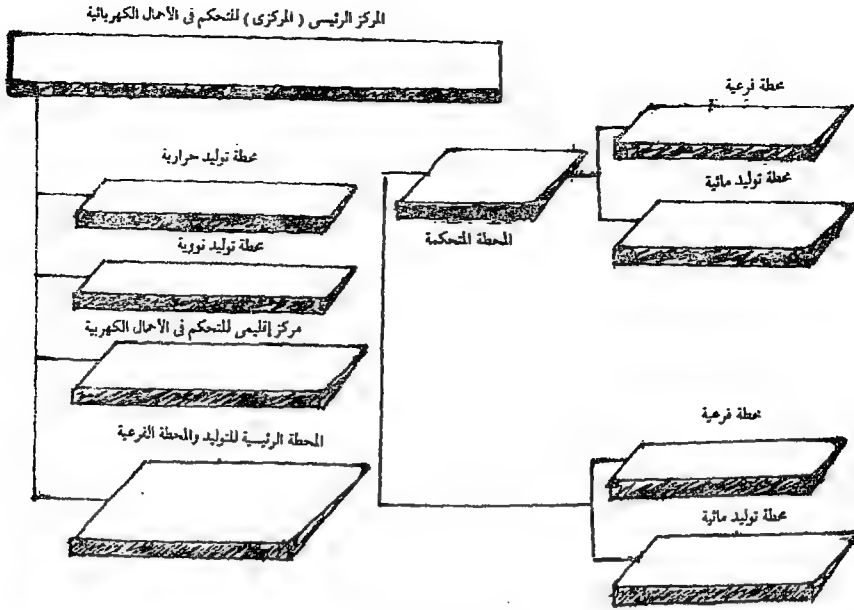 المركز الرئيسى ( المركزى ) للتحكم فى الأحمال الكهربائية
محطة توليد حرارية
محطة توليد نووية
مركز إقليمى للتحكم فى الأحمال الكهربية
المحطة الرئيسية للتوليد والمحطة الفرعية
المحطة المتحكمة
محطة فرعية
محطة توليد مائية
محطة فرعية
محطة توليد مائية